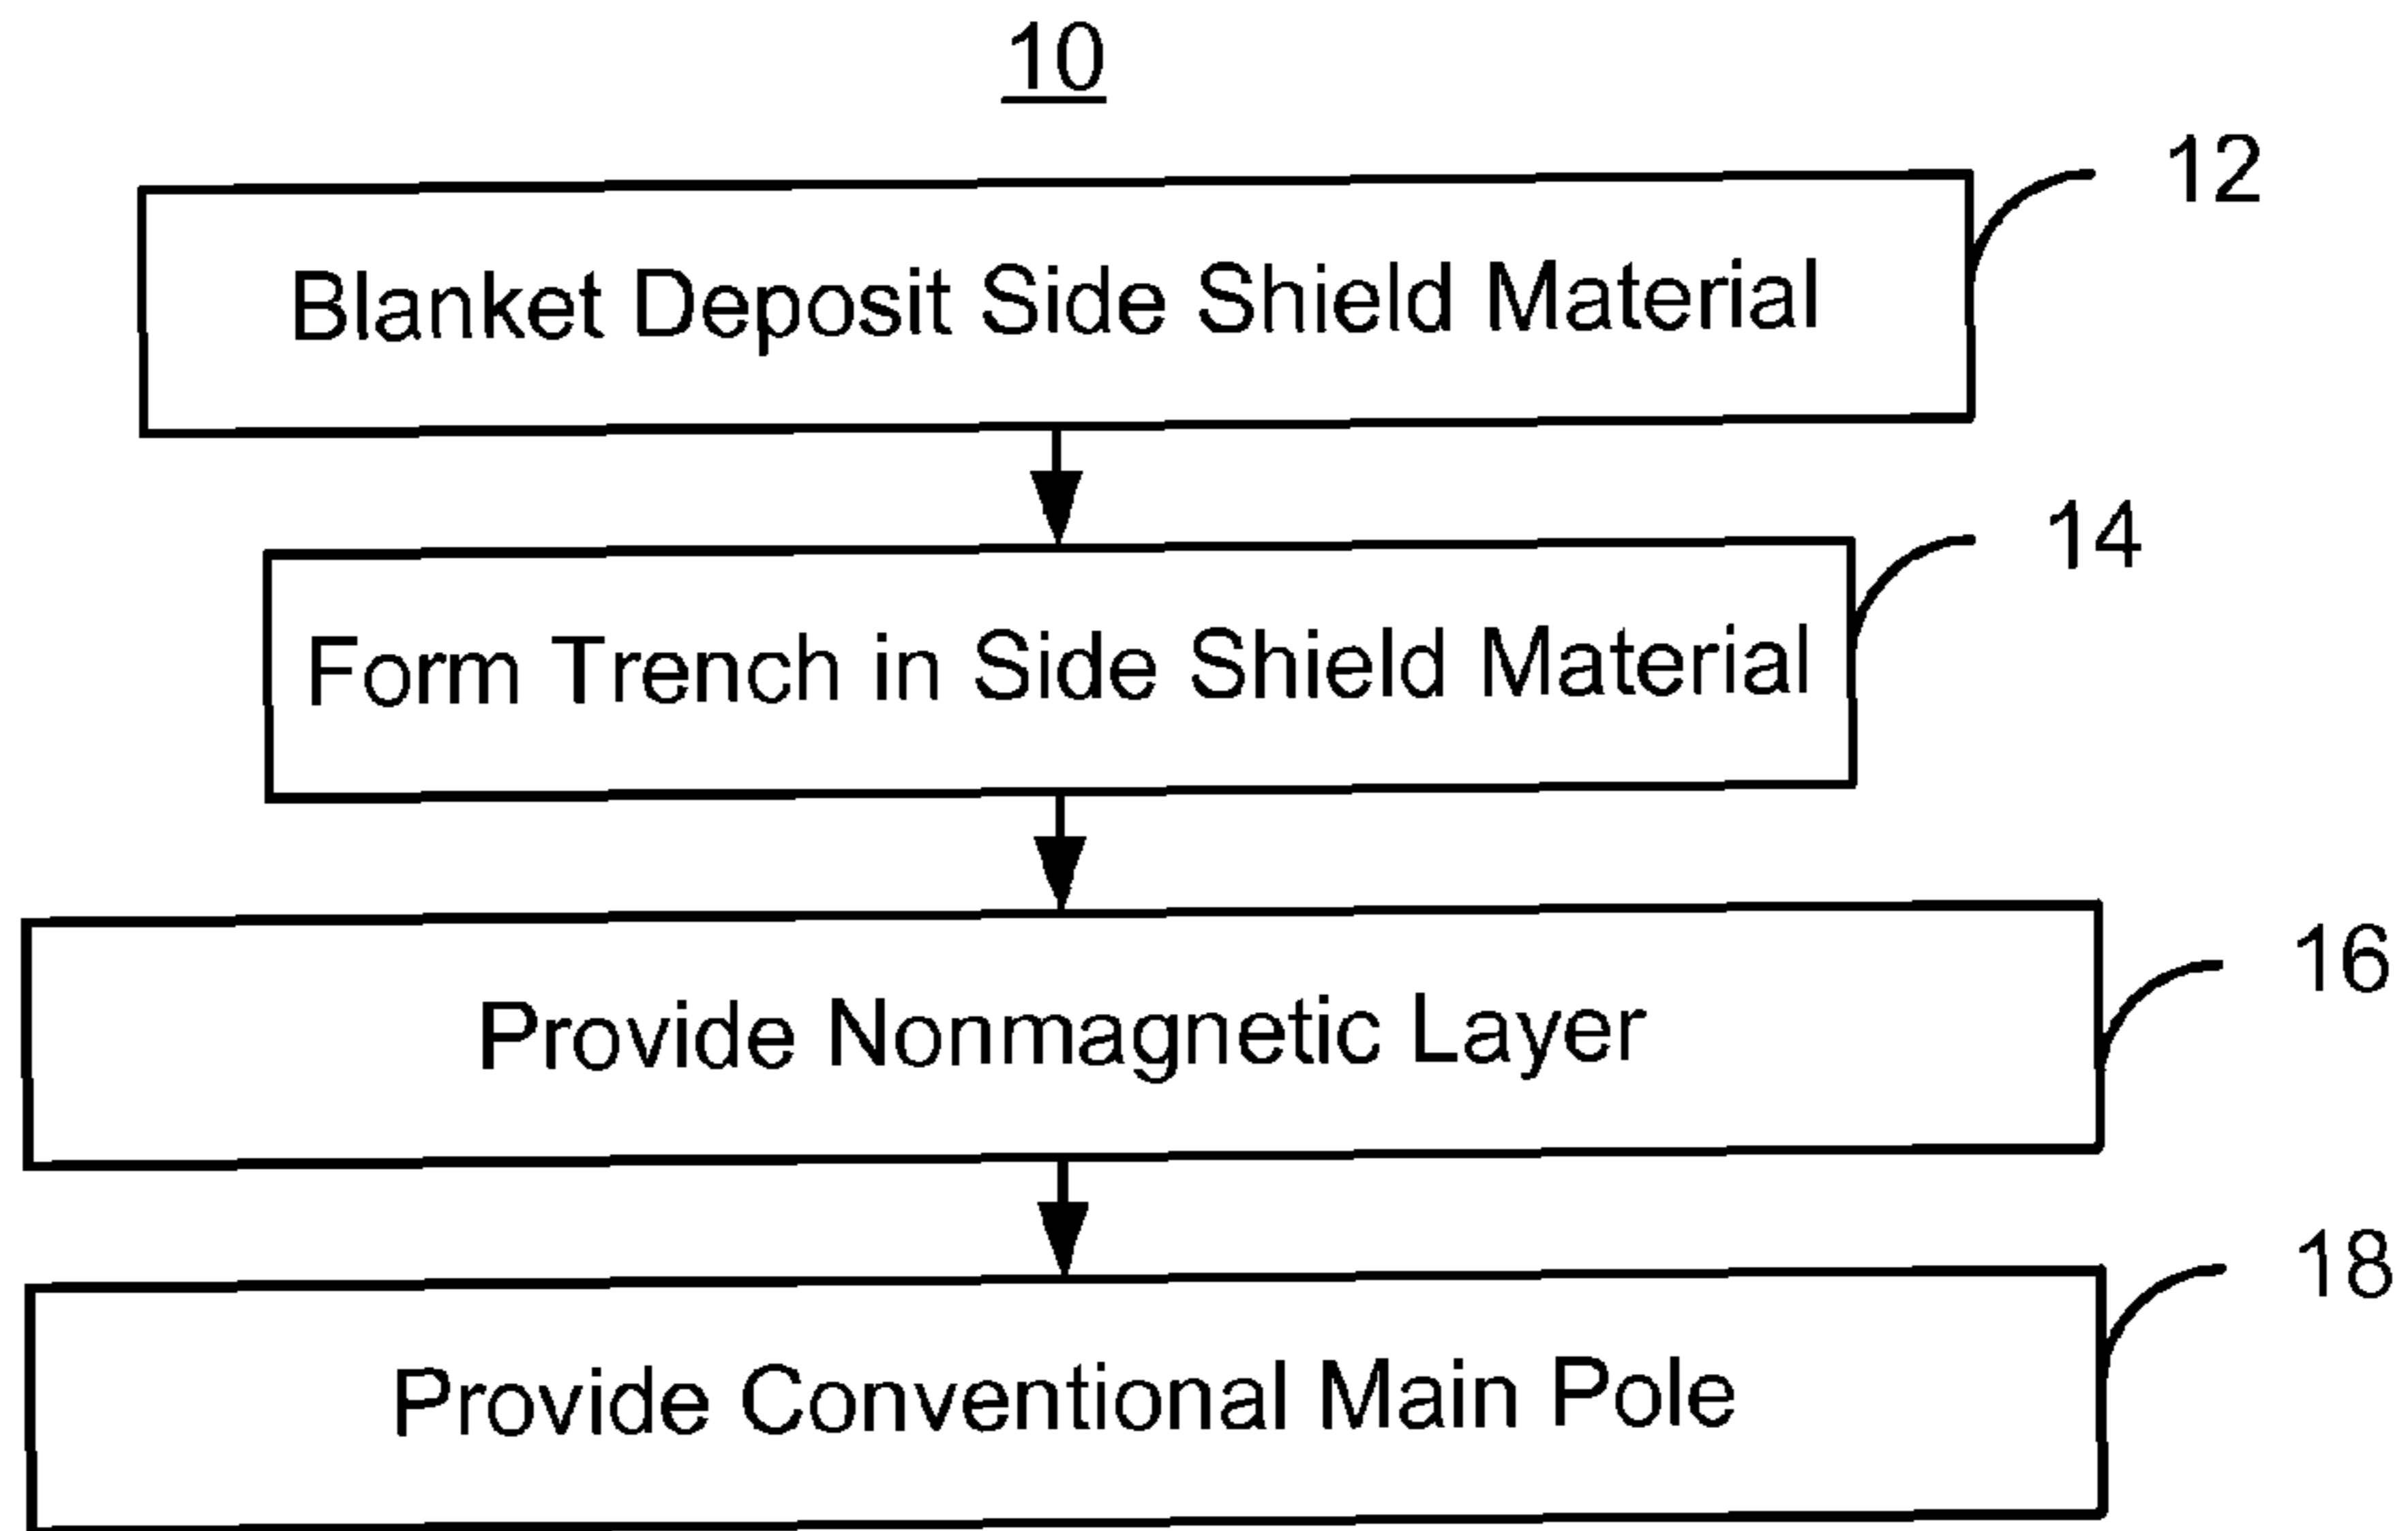 10
12
Blanket Deposit Side Shield Material
14
Form Trench in Side Shield Material
16
Provide Nonmagnetic Layer
18
Provide Conventional Main Pole